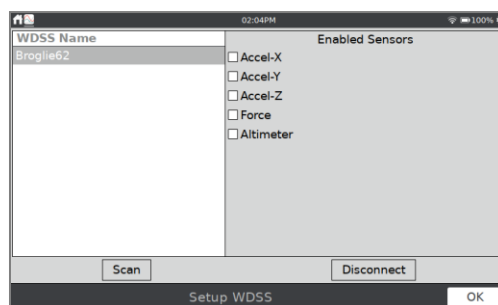 02:04PM
100%
WDSS Name
Enabled Sensors
Broglie62
Accel-X
Accel-Y
Accel-Z
Force
Altimeter
Scan
Disconnect
Setup WDSS
OK